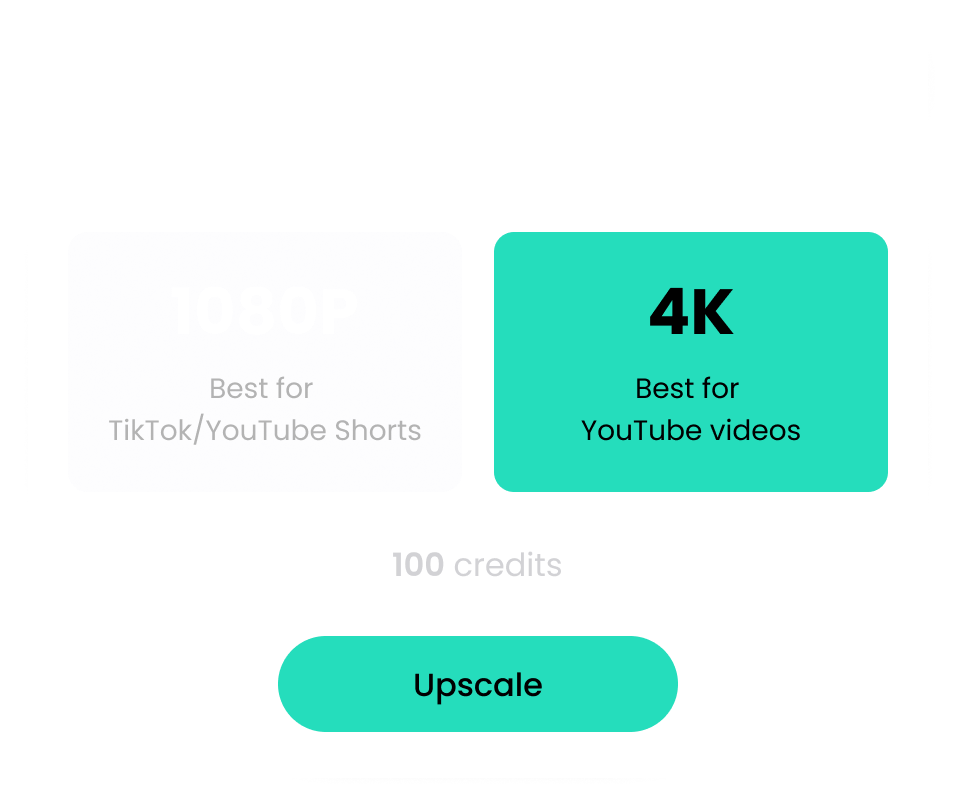 1080P
Best for
TikTok/YouTube Shorts
4K
Best for
YouTube videos
100 credits
Upscale